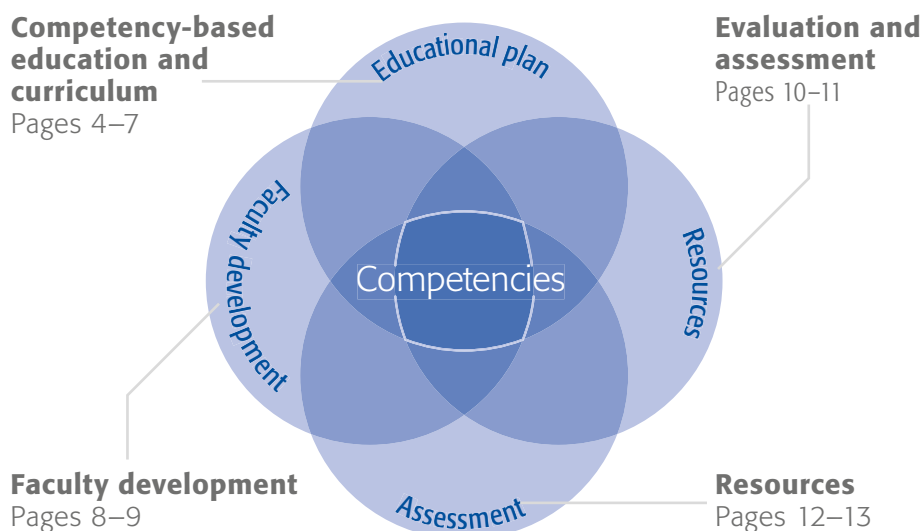 Competency-based
education and
curriculum
Pages 4–7
Educational plan
Evaluation and
assessment
Pages 10–11
Faculty development
Competencies
Resources
Faculty development
Pages 8–9
Assessment
Resources
Pages 12–13